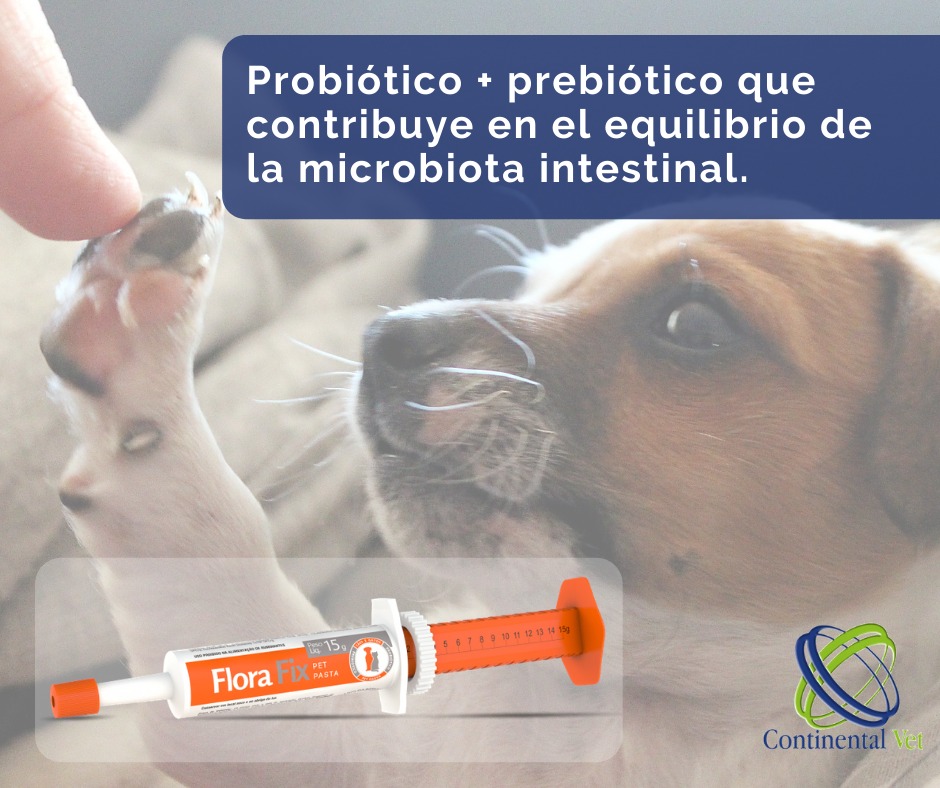 Probiótico + prebiótico que
contribuye en el equilibrio de
la microbiota intestinal.
Peso
Líq. 15 g
Flora Fix PET
PASTA
5 6 7 8 9 10 11 12 13 14 15g
Continental Vet